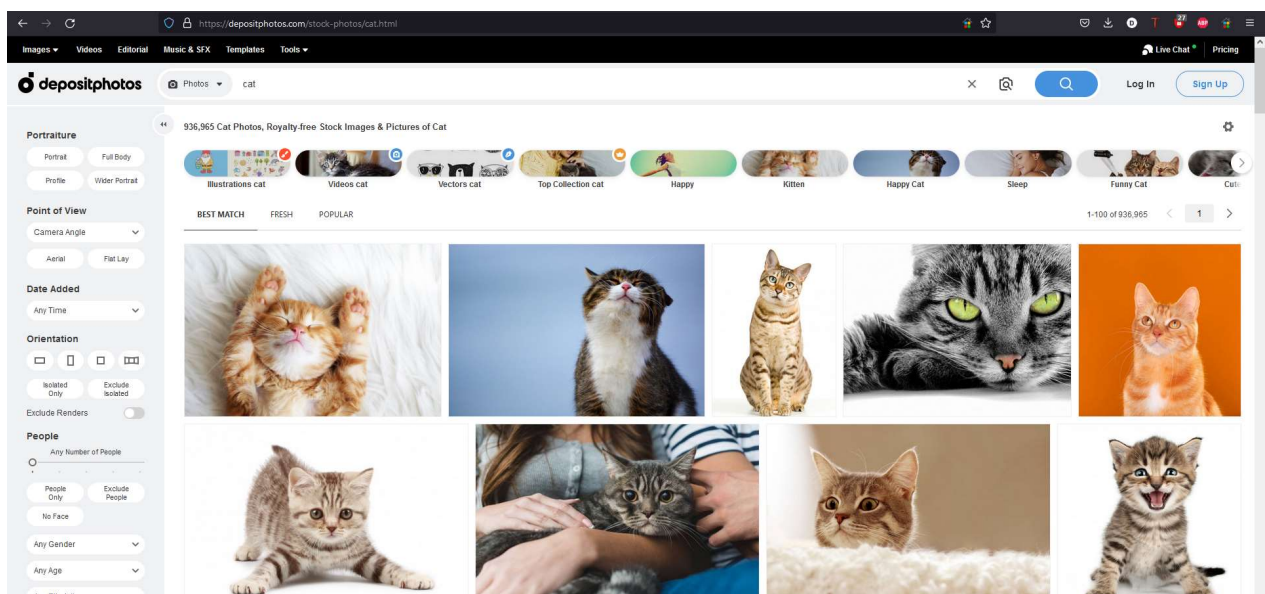 https://depositphotos.com/stock-photos/cat.html
27
ABP
Images Videos Editorial Music & SFX Templates Tools Live Chat Pricing
depositphotos Photos cat Log In Sign Up
Portraiture
Portrait Full Body
Profile Wider Portrait
Point of View
Camera Angle
Aerial Flat Lay
Date Added
Any Time
Orientation
Isolated Only Exclude Isolated
Exclude Renders
People
Any Number of People
People Only Exclude People
No Face
Any Gender
Any Age
936,965 Cat Photos, Royalty-free Stock Images & Pictures of Cat
Illustrations cat Videos cat Vectors cat Top Collection cat Happy Kitten Happy Cat Sleep Funny Cat
BEST MATCH FRESH POPULAR 1-100 of 936,965 1